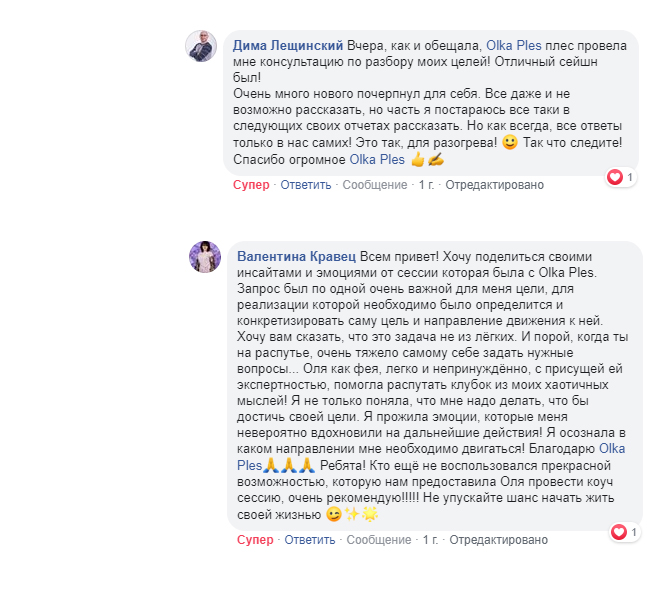 Дима Лещинский Вчера, как и обещала, Olka Ples плес провела
мне консультацию по разбору моих целей! Отличный сейшн
был!
Очень много нового почерпнул для себя. Все даже и не
возможно рассказать, но часть я постараюсь все таки в
следующих своих отчетах рассказать. Но как всегда, все ответы
только в нас самих! Это так, для разогрева! 🙂 Так что следите!
Спасибо огромное Olka Ples 👍✍
Супер · Ответить · Сообщение · 1 г. · Отредактировано
1
Валентина Кравец Всем привет! Хочу поделиться своими
инсайтами и эмоциями от сессии которая была с Olka Ples.
Запрос был по одной очень важной для меня цели, для
реализации которой необходимо было определится и
конкретизировать саму цель и направление движения к ней.
Хочу вам сказать, что это задача не из лёгких. И порой, когда ты
на распутье, очень тяжело самому себе задать нужные
вопросы... Оля как фея, легко и непринуждённо, с присущей ей
экспертностью, помогла распутать клубок из моих хаотичных
мыслей! Я не только поняла, что мне надо делать, что бы
достичь своей цели. Я прожила эмоции, которые меня
невероятно вдохновили на дальнейшие действия! Я осознала в
каком направлении мне необходимо двигаться! Благодарю Olka
Ples🙏🙏🙏 Ребята! Кто ещё не воспользовался прекрасной
возможностью, которую нам предоставила Оля провести коуч
сессию, очень рекомендую!!!!! Не упускайте шанс начать жить
своей жизнью 😉✨🌟
Супер · Ответить · Сообщение · 1 г. · Отредактировано
1